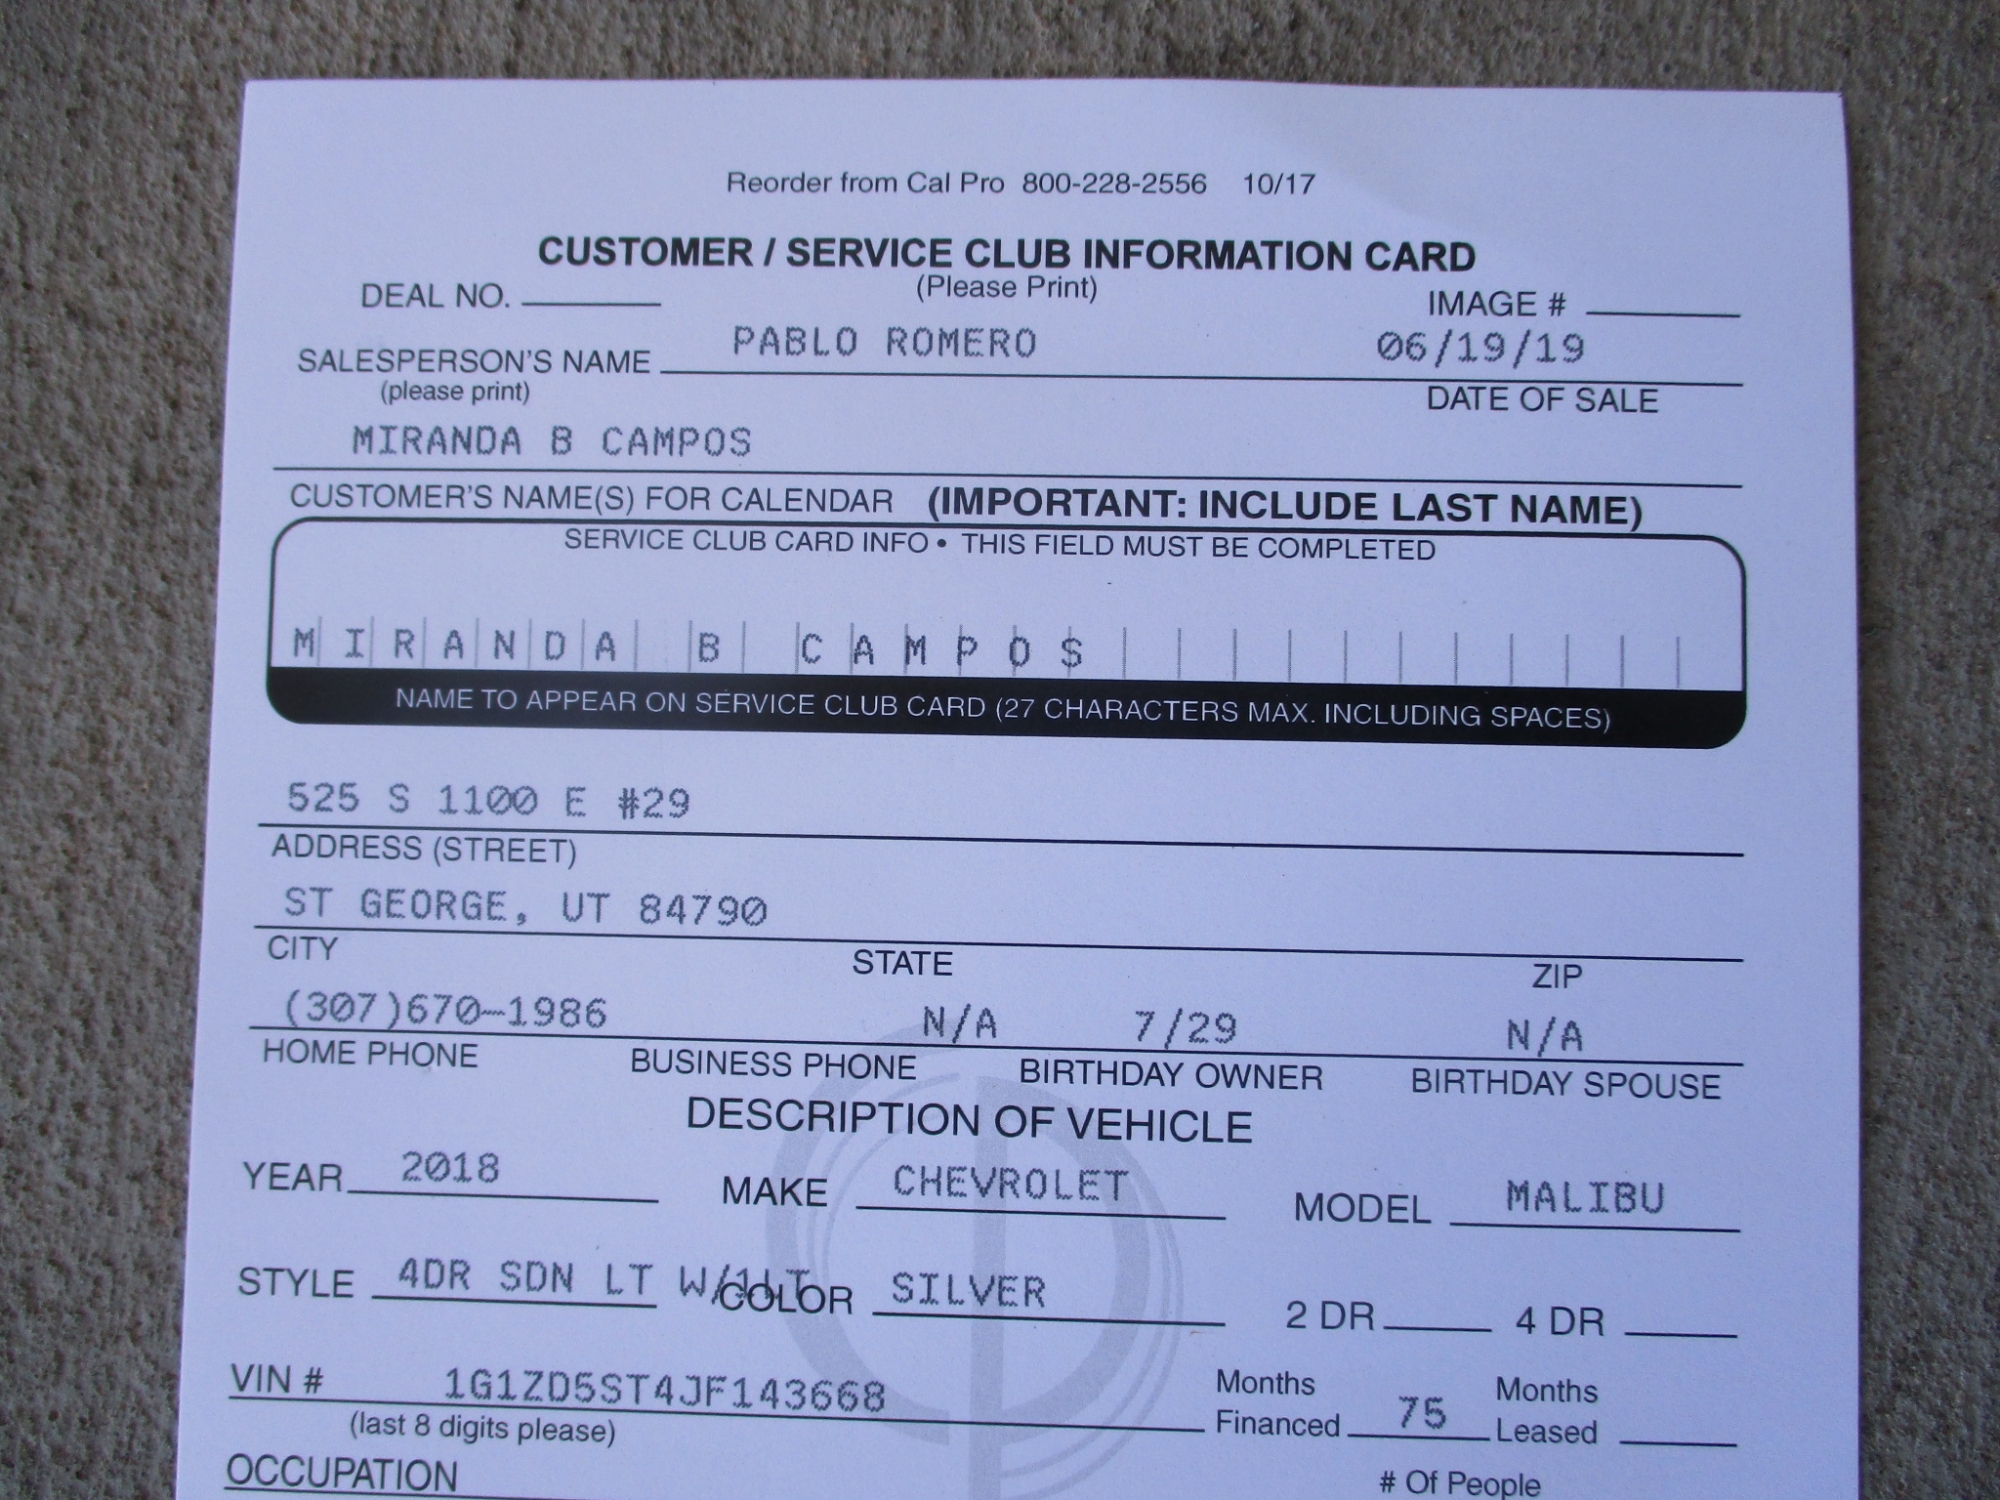 Reorder from Cal Pro 800-228-2556 10/17
CUSTOMER / SERVICE CLUB INFORMATION CARD
(Please Print)
DEAL NO. IMAGE #
SALESPERSON'S NAME PABLO ROMERO 06/19/19
(please print) DATE OF SALE
MIRANDA B CAMPOS
CUSTOMER'S NAME(S) FOR CALENDAR (IMPORTANT: INCLUDE LAST NAME)
SERVICE CLUB CARD INFO • THIS FIELD MUST BE COMPLETED
MIRANDA B CAMPOS
NAME TO APPEAR ON SERVICE CLUB CARD (27 CHARACTERS MAX. INCLUDING SPACES)
525 S 1100 E #29
ADDRESS (STREET)
ST GEORGE, UT 84790
CITY STATE ZIP
(307)670-1986 N/A 7/29 N/A
HOME PHONE BUSINESS PHONE BIRTHDAY OWNER BIRTHDAY SPOUSE
DESCRIPTION OF VEHICLE
YEAR 2018 MAKE CHEVROLET MODEL MALIBU
STYLE 4DR SDN LT W/1LT COLOR SILVER 2 DR 4 DR
VIN # 1G1ZD5ST4JF143668 Months Financed 75 Months Leased
(last 8 digits please)
OCCUPATION # Of People